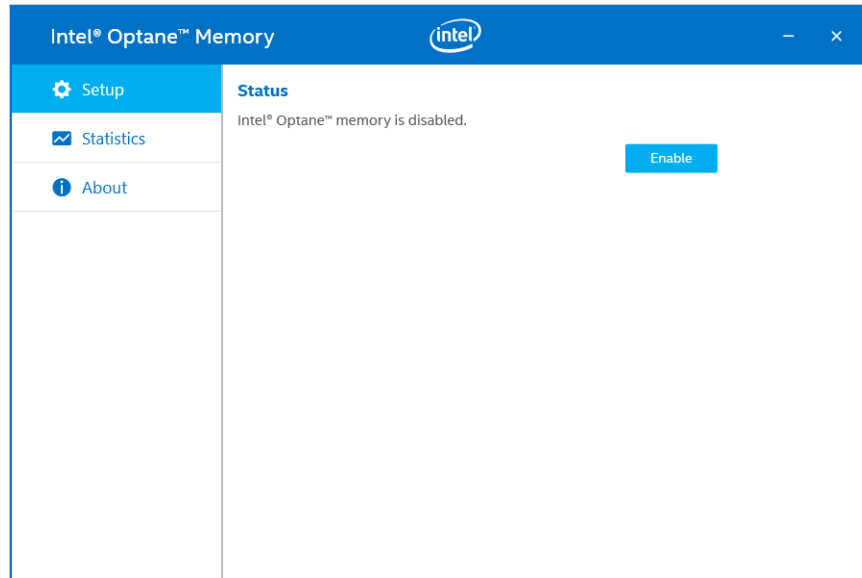 Intel® Optane™ Memory
intel
Setup
Statistics
About
Status
Intel® Optane™ memory is disabled.
Enable